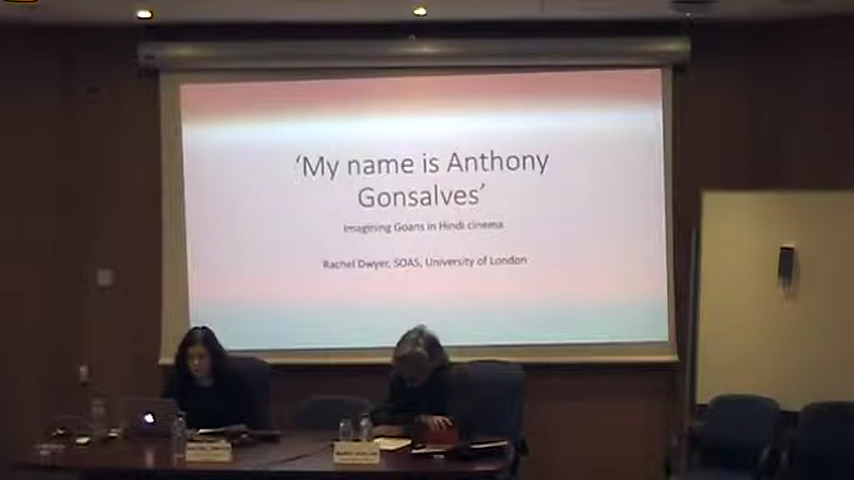 ‘My name is Anthony
Gonsalves’
Imagining Goans in Hindi cinema
Rachel Dwyer, SOAS, University of London